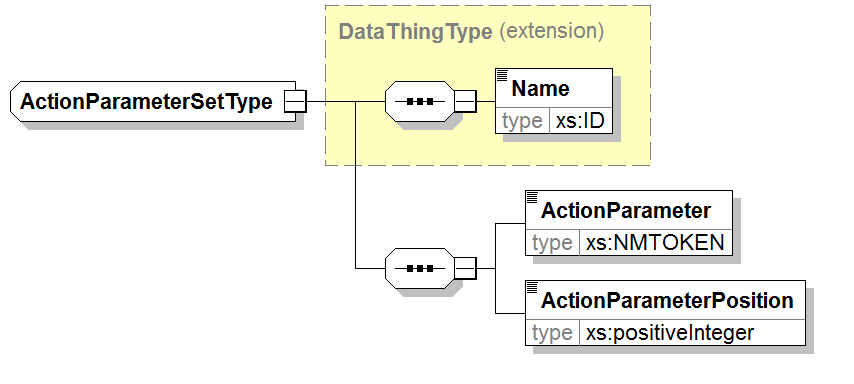 DataThingType (extension)
ActionParameterSetType
Name
type xs:ID
ActionParameter
type xs:NMTOKEN
ActionParameterPosition
type xs:positiveInteger